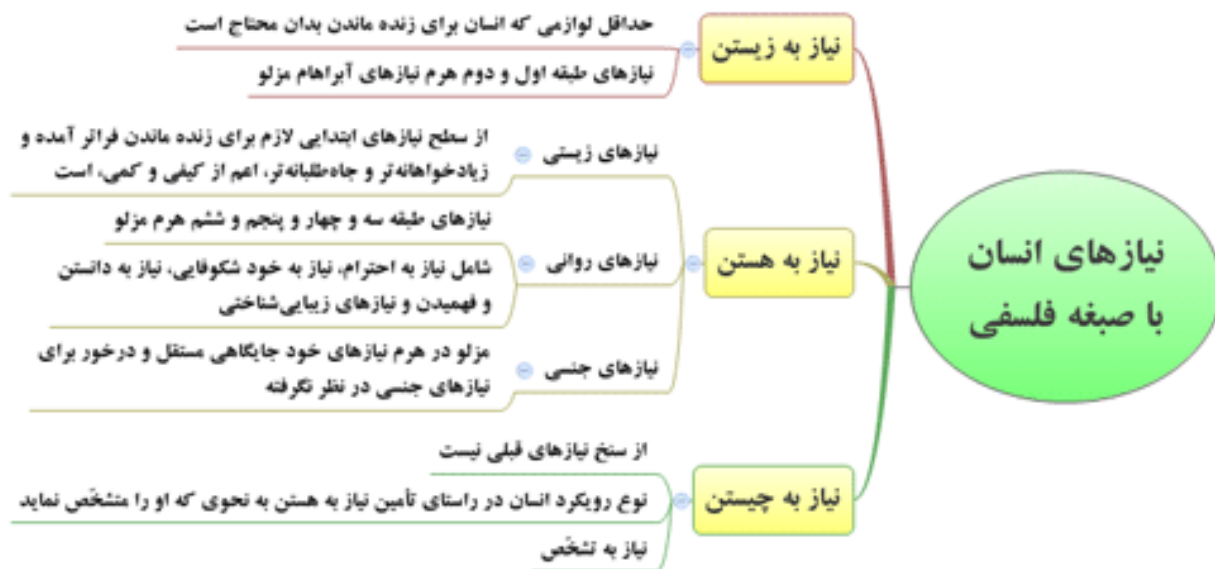 نیازهای انسان
با صبغه فلسفی
نیاز به زیستن
حداقل لوازمی که انسان برای زنده ماندن بدان محتاج است
نیازهای طبقه اول و دوم هرم نیازهای آبراهام مزلو
نیاز به هستن
نیازهای زیستی
از سطح نیازهای ابتدایی لازم برای زنده ماندن فراتر آمده و
زیادخواهانه‌تر و جاه‌طلبانه‌تر، اعم از کیفی و کمی، است
نیازهای روانی
نیازهای طبقه سه و چهار و پنجم و ششم هرم مزلو
شامل نیاز به احترام، نیاز به خود شکوفایی، نیاز به دانستن
و فهمیدن و نیازهای زیبایی‌شناختی
نیازهای جنسی
مزلو در هرم نیازهای خود جایگاهی مستقل و درخور برای
نیازهای جنسی در نظر نگرفته
نیاز به چیستن
از سنخ نیازهای قبلی نیست
نوع رویکرد انسان در راستای تأمین نیاز به هستن به نحوی که او را متشخّص نماید
نیاز به تشخّص